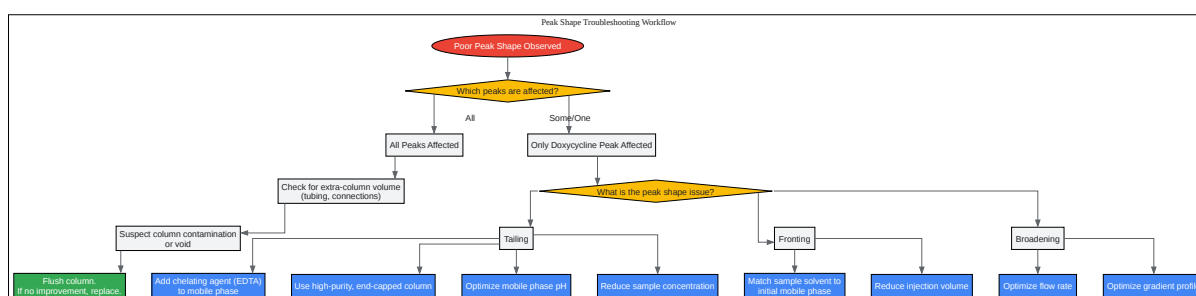 Peak Shape Troubleshooting Workflow
Poor Peak Shape Observed
Which peaks are affected?
All
Some/One
All Peaks Affected
Only Doxycycline Peak Affected
Check for extra-column volume
(tubing, connections)
What is the peak shape issue?
Suspect column contamination
or void
Tailing
Fronting
Broadening
Flush column.
If no improvement, replace.
Add chelating agent (EDTA)
to mobile phase
Use high-purity, end-capped column
Optimize mobile phase pH
Reduce sample concentration
Match sample solvent to
initial mobile phase
Reduce injection volume
Optimize flow rate
Optimize gradient profile